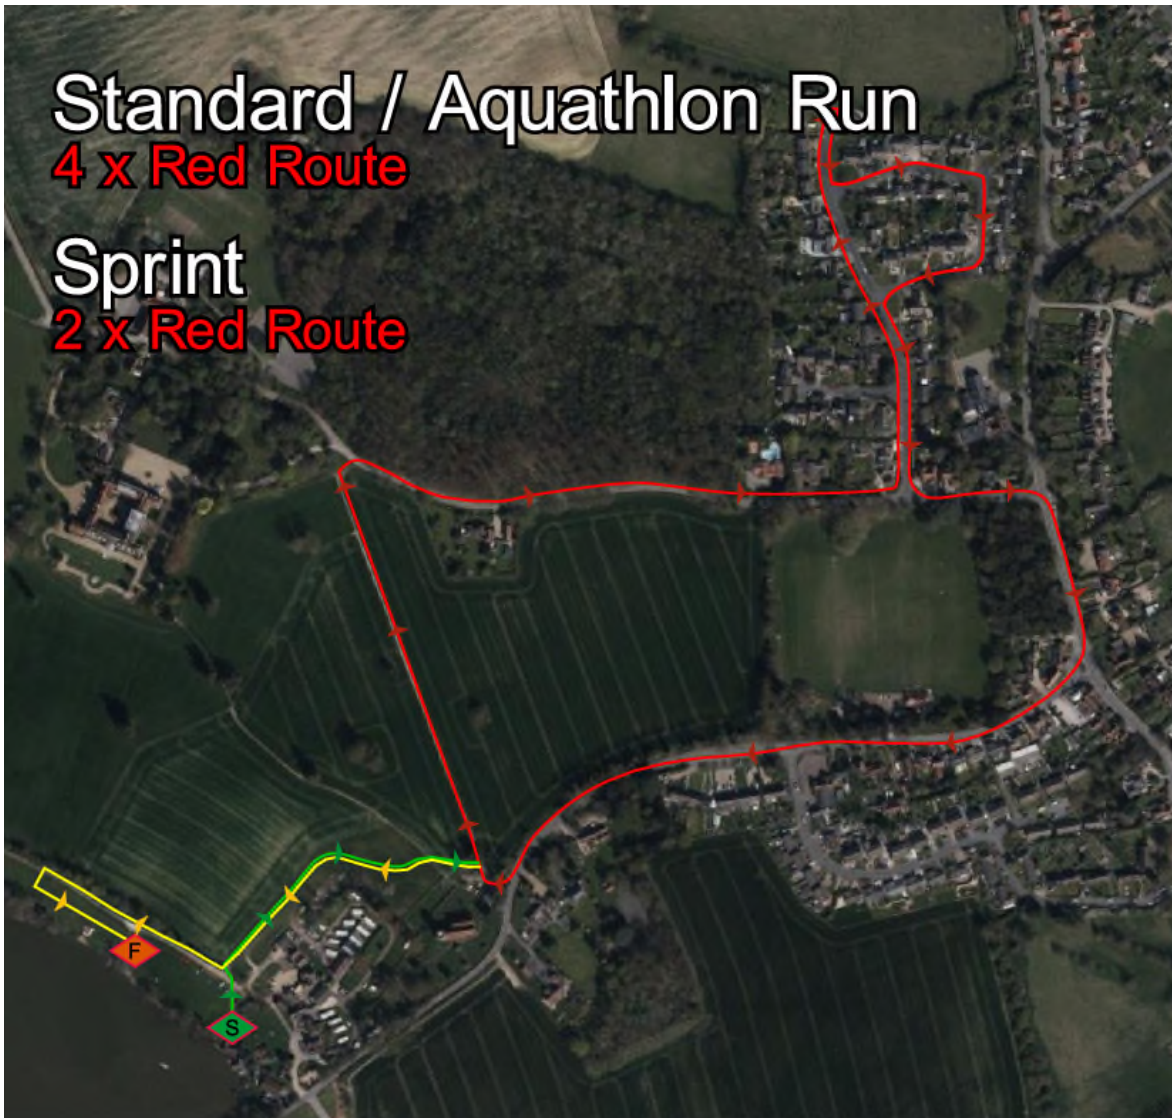 Standard / Aquathlon Run
4 x Red Route
Sprint
2 x Red Route
F
S